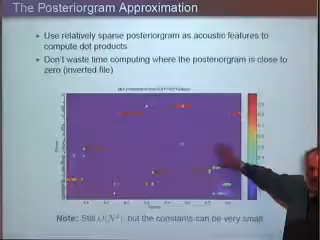 The Posteriorgram Approximation
Use relatively sparse posteriorgram as acoustic features to
compute dot products
Don't waste time computing where the posteriorgram is close to
zero (inverted file)
Note: Still O(N²), but the constants can be very small